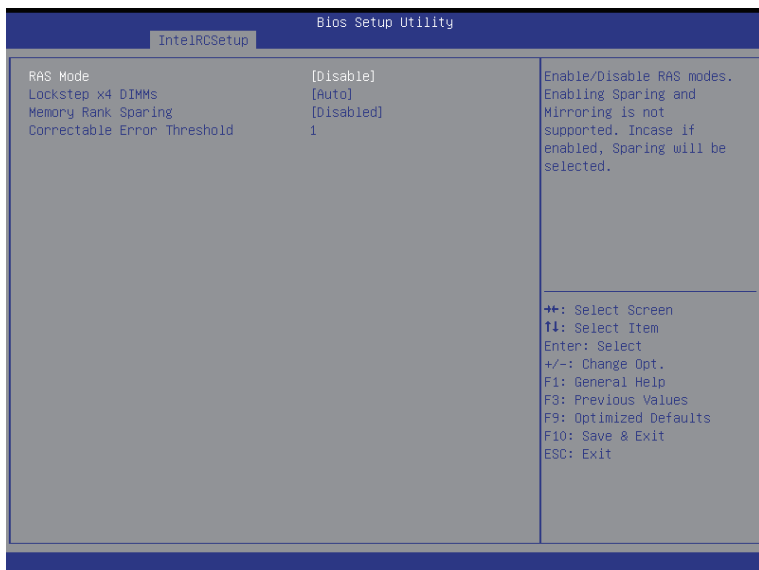 Bios Setup Utility
IntelRCSetup
RAS Mode [Disable]
Lockstep x4 DIMMs [Auto]
Memory Rank Sparing [Disabled]
Correctable Error Threshold 1
Enable/Disable RAS modes.
Enabling Sparing and
Mirroring is not
supported. Incase if
enabled, Sparing will be
selected.
→←: Select Screen
↑↓: Select Item
Enter: Select
+/-: Change Opt.
F1: General Help
F3: Previous Values
F9: Optimized Defaults
F10: Save & Exit
ESC: Exit